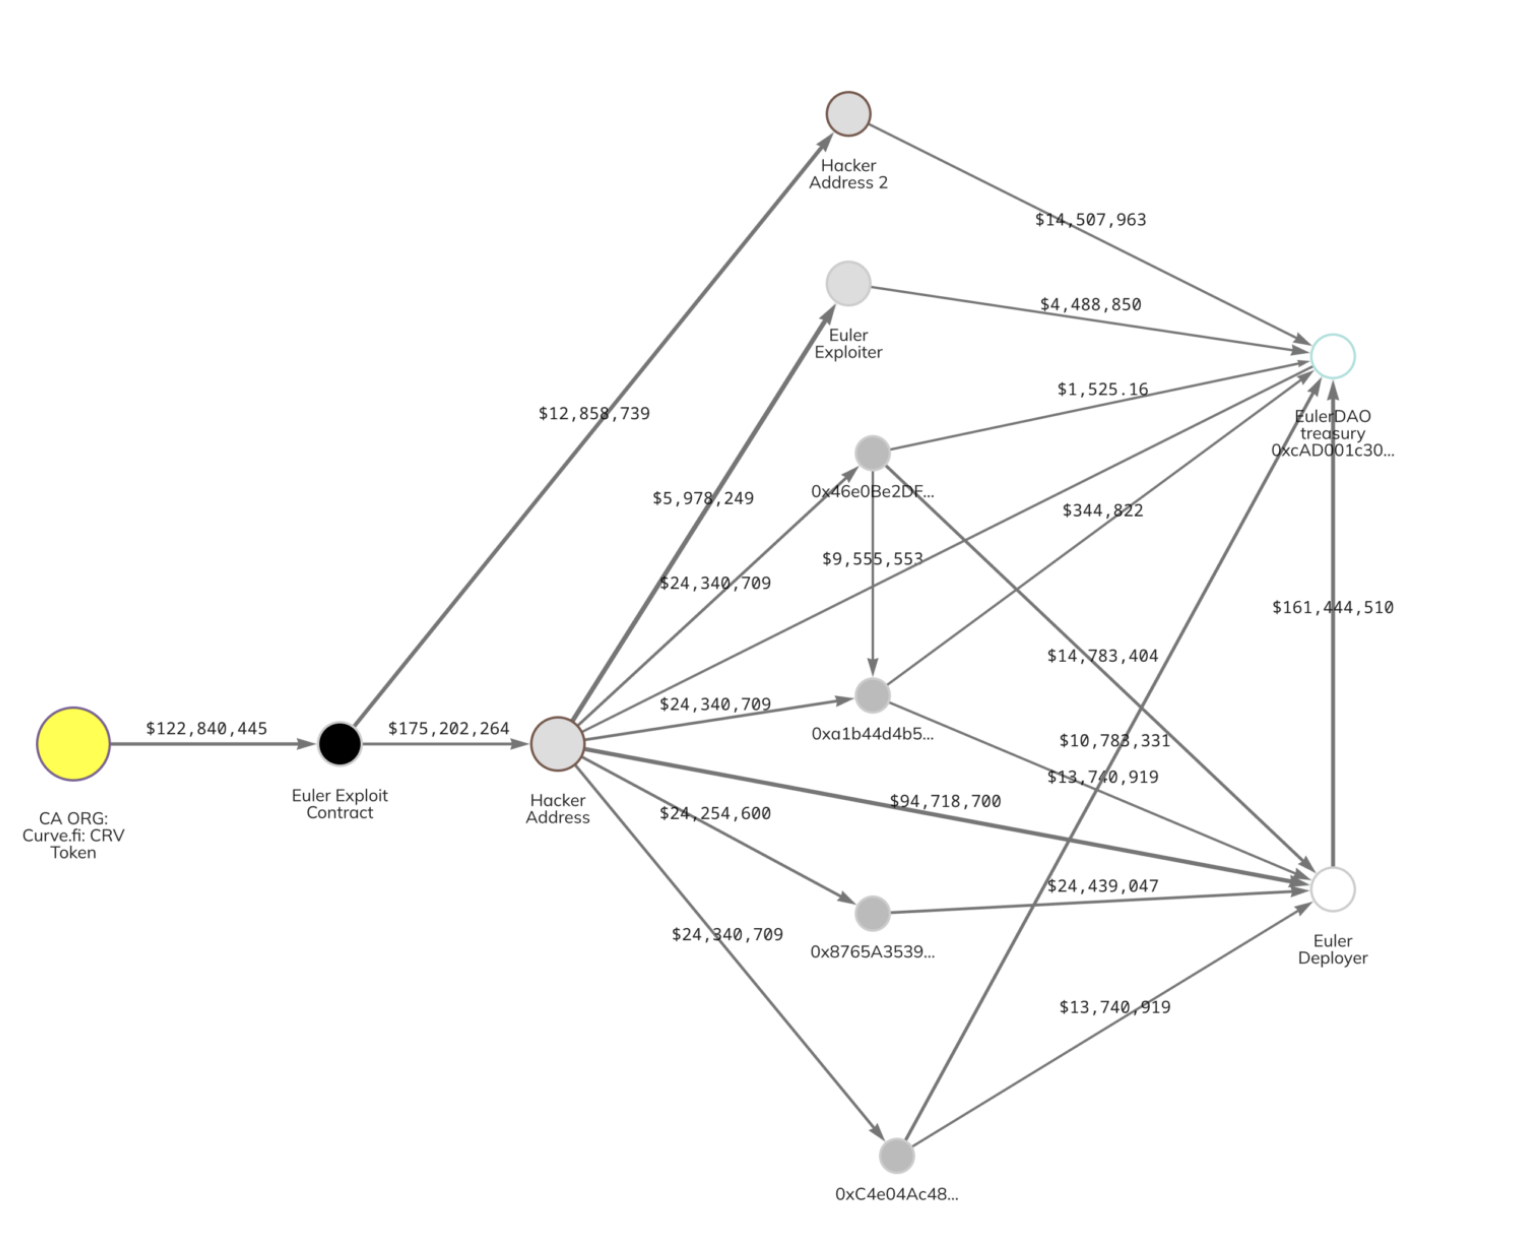 Hacker
Address 2
$14,507,963
Euler
Exploiter
$4,488,850
$12,858,739
$1,525.16
EulerDAO
treasury
0xcAD001c30...
$5,978,249
0x46e0Be2DF...
$344,822
$9,555,553
$24,340,709
$161,444,510
$14,783,404
$24,340,709
$122,840,445
$175,202,264
0xa1b44d4b5...
$10,783,331
$13,740,919
CA ORG:
Curve.fi: CRV
Token
Euler Exploit
Contract
Hacker
Address
$94,718,700
$24,254,600
$24,439,047
$24,340,709
0x8765A3539...
Euler
Deployer
$13,740,919
0xC4e04Ac48...